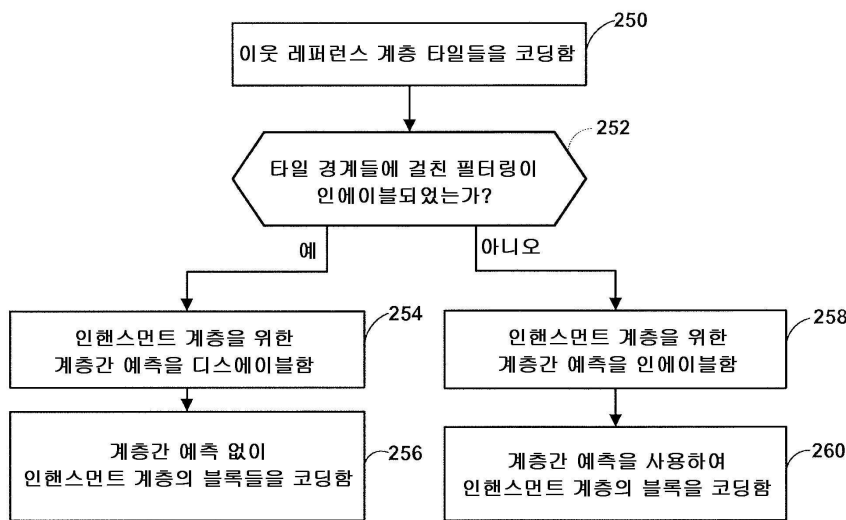 이웃 레퍼런스 계층 타일들을 코딩함
250
타일 경계들에 걸친 필터링이
인에이블되었는가?
252
예
아니오
인핸스먼트 계층을 위한
계층간 예측을 디스에이블함
254
인핸스먼트 계층을 위한
계층간 예측을 인에이블함
258
계층간 예측 없이
인핸스먼트 계층의 블록들을 코딩함
256
계층간 예측을 사용하여
인핸스먼트 계층의 블록을 코딩함
260